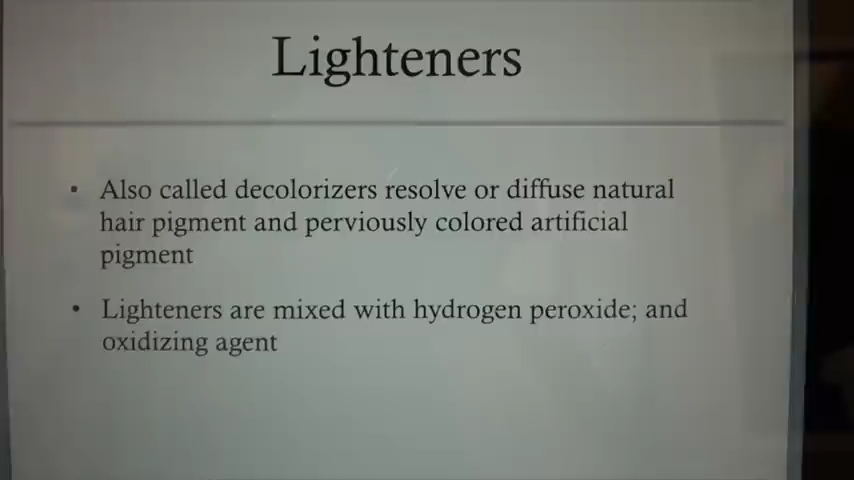 Lighteners
• Also called decolorizers resolve or diffuse natural
hair pigment and perviously colored artificial
pigment
• Lighteners are mixed with hydrogen peroxide; and
oxidizing agent